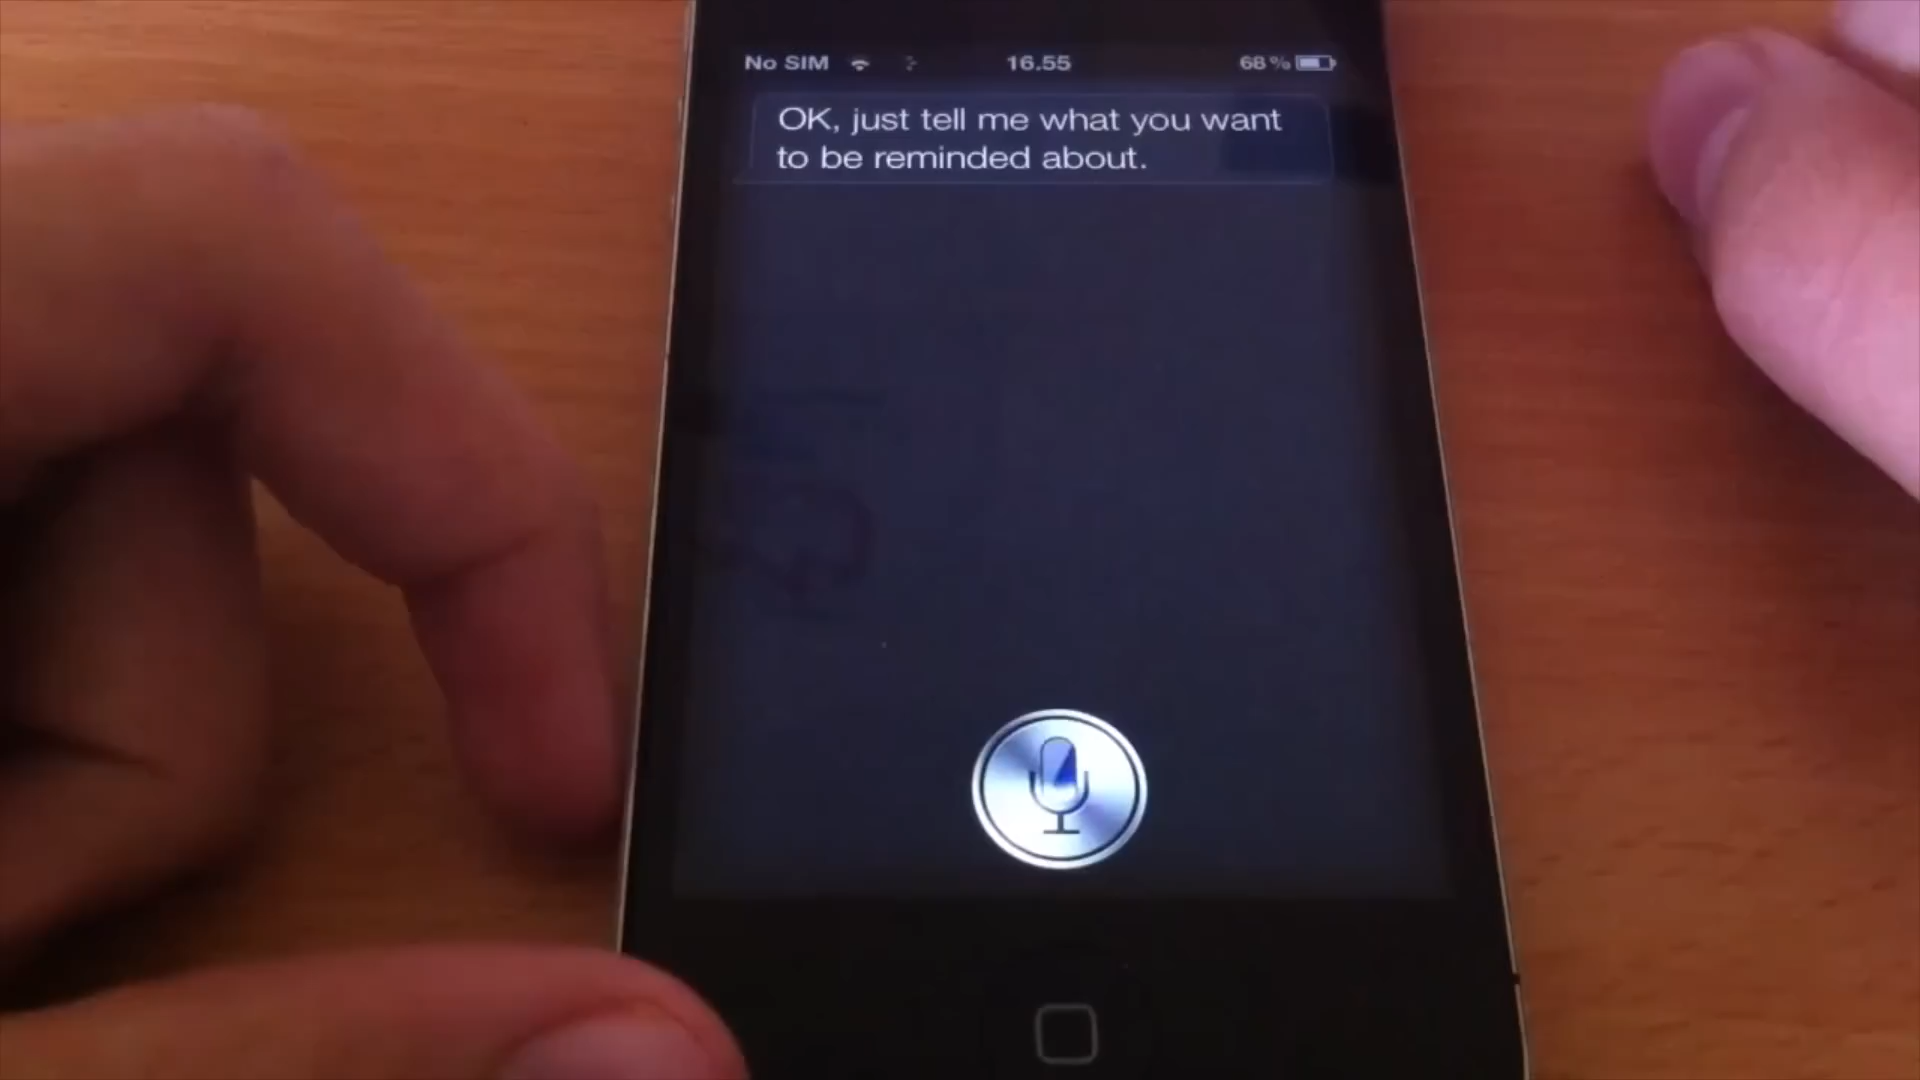 No SIM 16.55 68%
OK, just tell me what you want
to be reminded about.